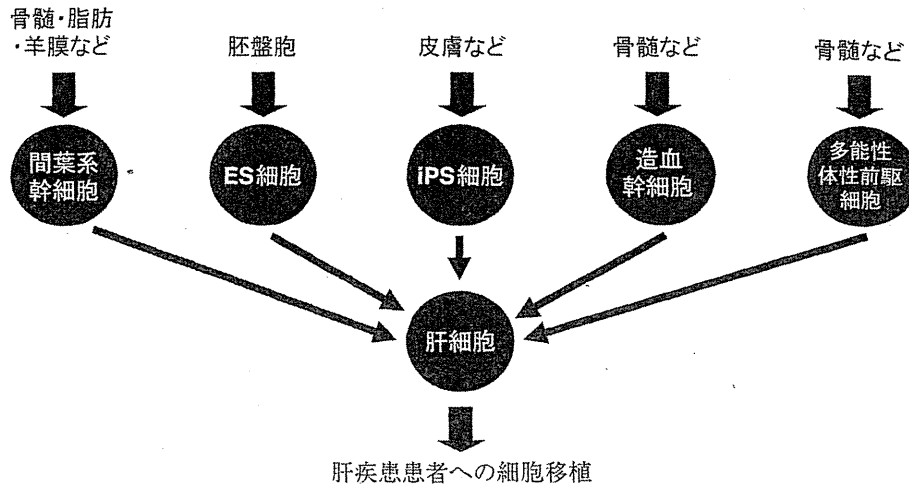 骨髄・脂肪
・羊膜など
胚盤胞
皮膚など
骨髄など
骨髄など
間葉系
幹細胞
ES細胞
iPS細胞
造血
幹細胞
多能性
体性前駆
細胞
肝細胞
肝疾患患者への細胞移植